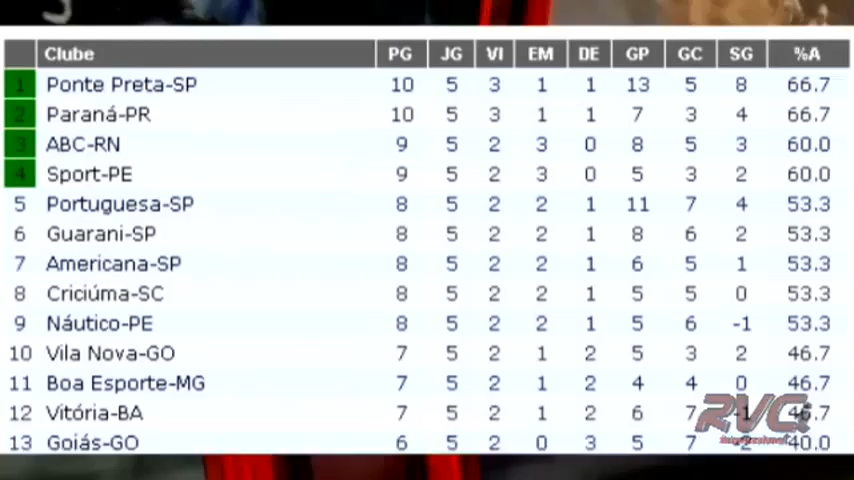 Clube PG JG VI EM DE GP GC SG %A
1 Ponte Preta-SP 10 5 3 1 1 13 5 8 66.7
2 Paraná-PR 10 5 3 1 1 7 3 4 66.7
3 ABC-RN 9 5 2 3 0 8 5 3 60.0
4 Sport-PE 9 5 2 3 0 5 3 2 60.0
5 Portuguesa-SP 8 5 2 2 1 11 7 4 53.3
6 Guarani-SP 8 5 2 2 1 8 6 2 53.3
7 Americana-SP 8 5 2 2 1 6 5 1 53.3
8 Criciúma-SC 8 5 2 2 1 5 5 0 53.3
9 Náutico-PE 8 5 2 2 1 5 6 -1 53.3
10 Vila Nova-GO 7 5 2 1 2 5 3 2 46.7
11 Boa Esporte-MG 7 5 2 1 2 4 4 0 46.7
12 Vitória-BA 7 5 2 1 2 6 7 -1 46.7
13 Goiás-GO 6 5 2 0 3 5 7 -2 40.0
RVC